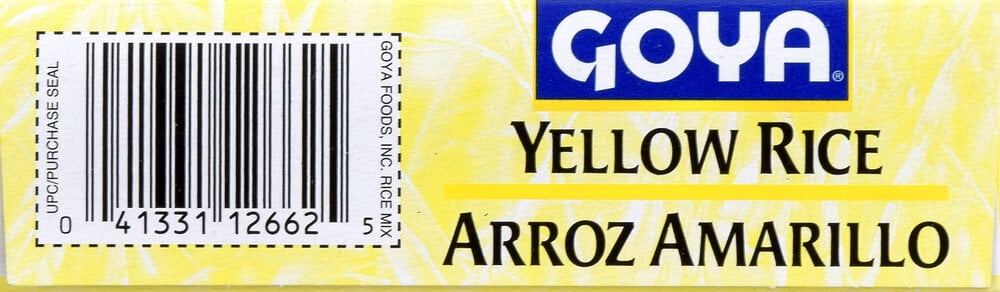 UPC/PURCHASE SEAL
0 41331 12662 5
GOYA FOODS, INC. RICE MIX
GOYA®
YELLOW RICE
ARROZ AMARILLO